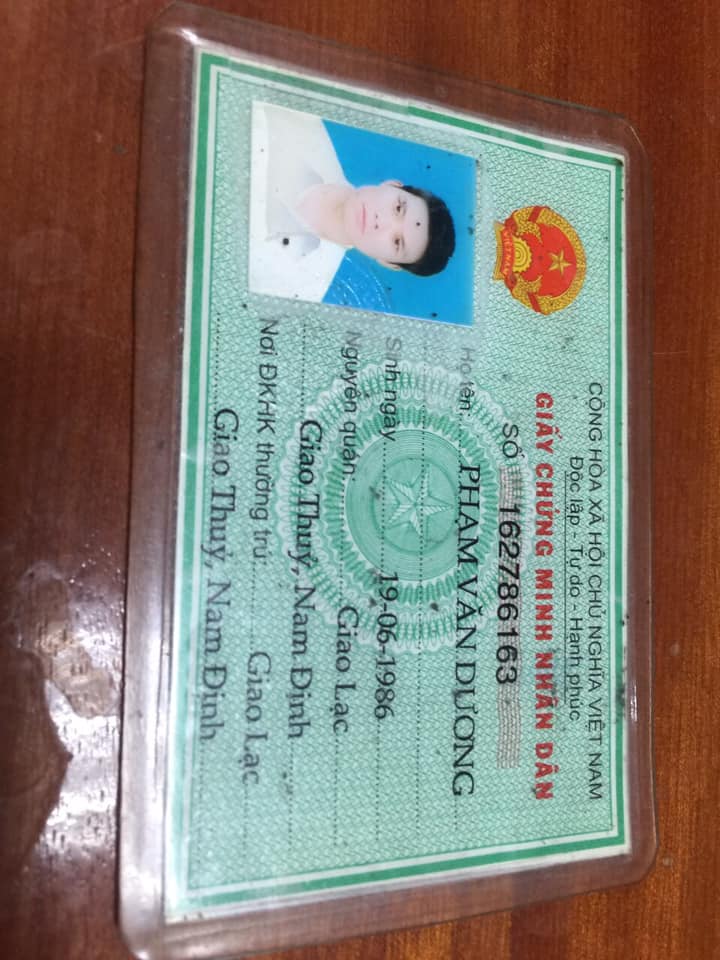 CỘNG HÒA XÃ HỘI CHỦ NGHĨA VIỆT NAM
Độc lập - Tự do - Hạnh phúc
GIẤY CHỨNG MINH NHÂN DÂN
SỐ 162786163
Họ tên: PHẠM VĂN DƯƠNG
Sinh ngày 19-06-1986
Nguyên quán: Giao Lạc
Giao Thuỷ, Nam Định
Nơi ĐKHK thường trú: Giao Lạc
Giao Thuỷ, Nam Định
VIỆT NAM